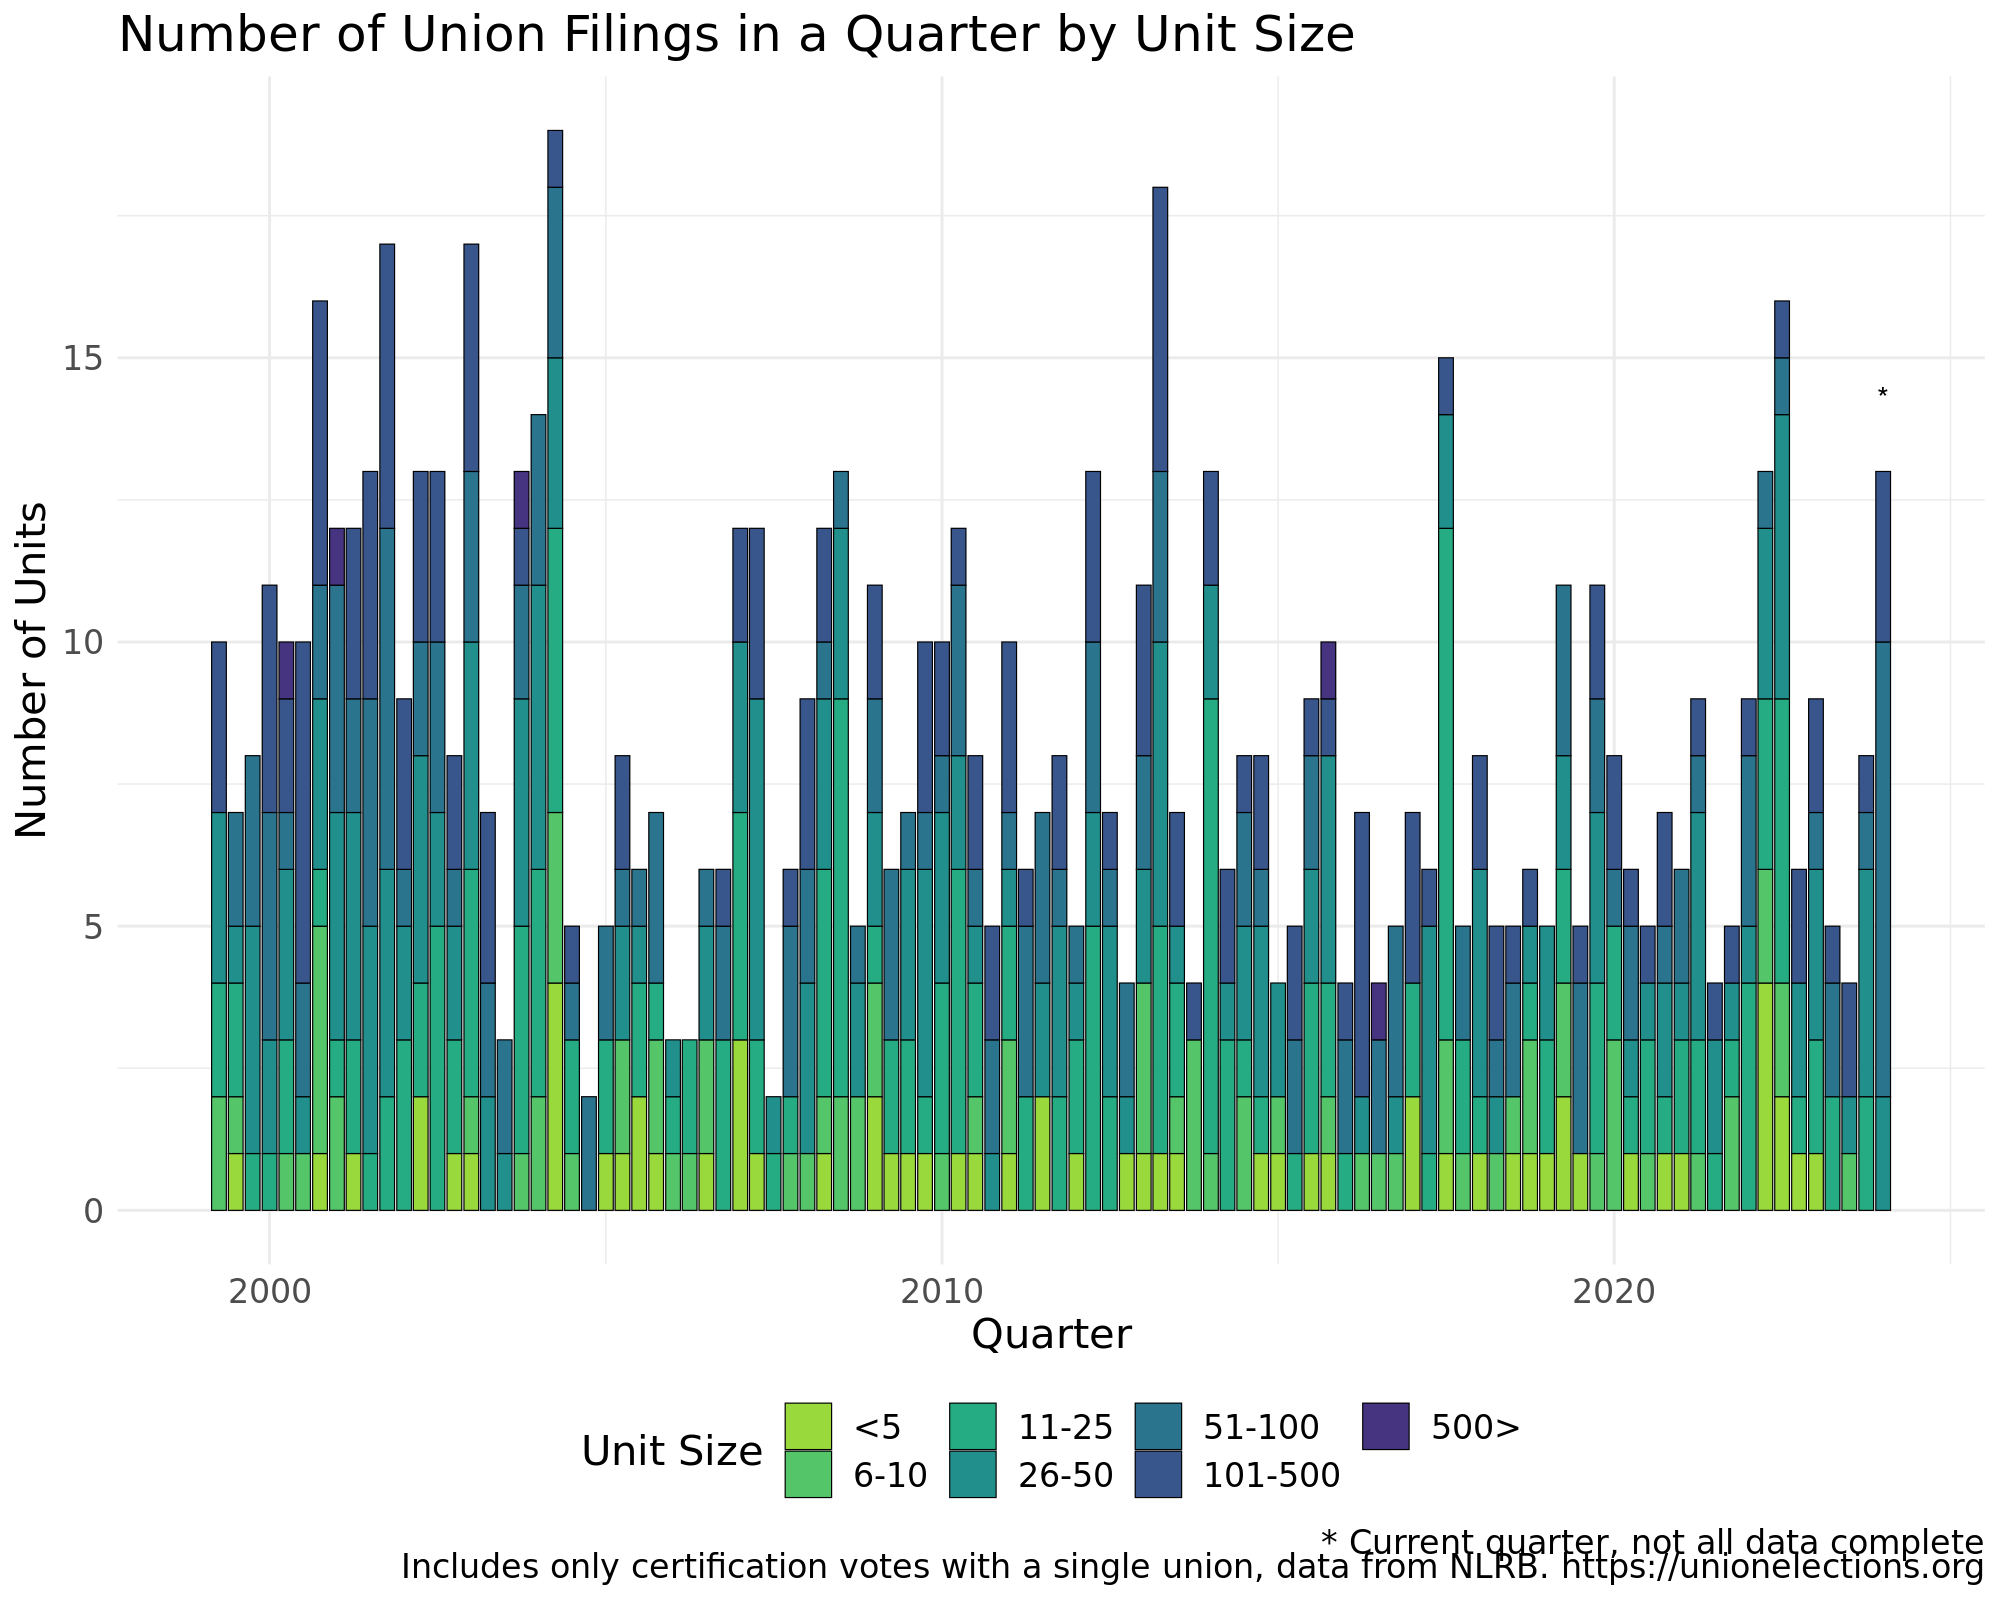 Number of Union Filings in a Quarter by Unit Size
Number of Units
15
10
5
0
*
2000 2010 2020
Quarter
Unit Size
<5 11-25 51-100 500>
6-10 26-50 101-500
* Current quarter, not all data complete
Includes only certification votes with a single union, data from NLRB. https://unionelections.org